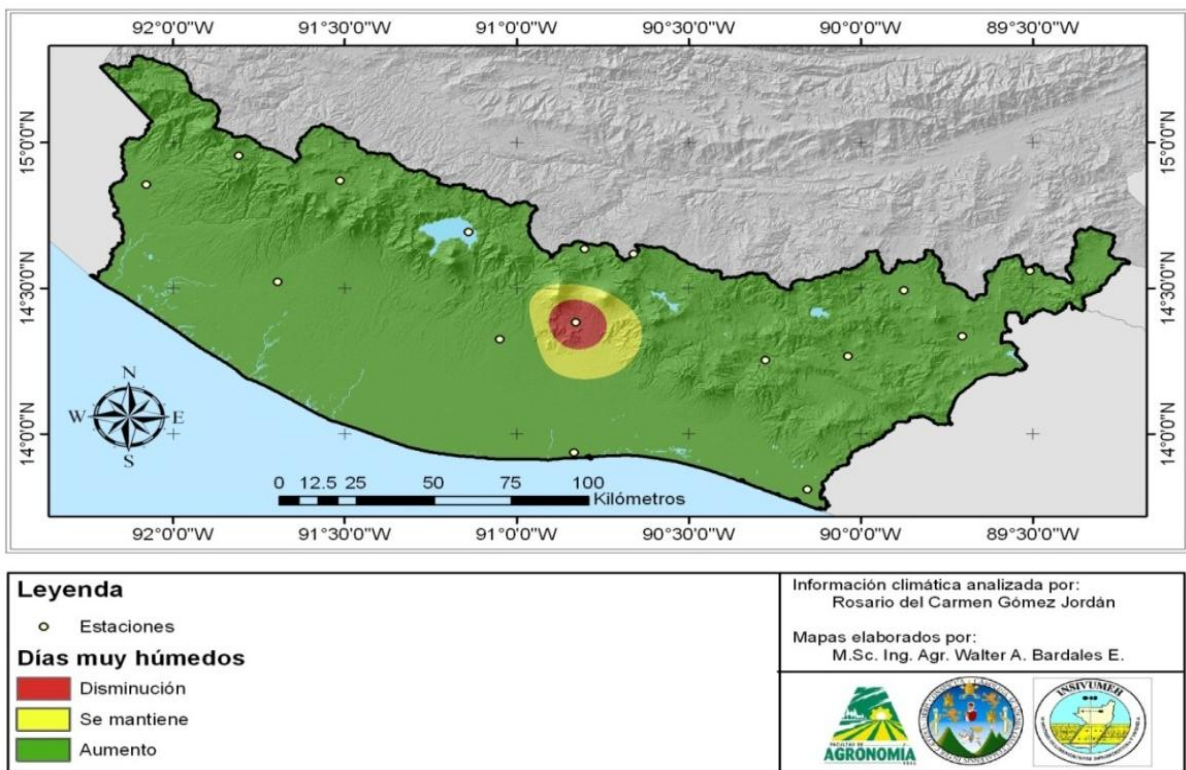 92°0'0"W 91°30'0"W 91°0'0"W 90°30'0"W 90°0'0"W 89°30'0"W
15°0'0"N 15°0'0"N
14°30'0"N 14°30'0"N
14°0'0"N 14°0'0"N
N
W E
S
0 12.5 25 50 75 100
Kilómetros
92°0'0"W 91°30'0"W 91°0'0"W 90°30'0"W 90°0'0"W 89°30'0"W
Leyenda
Estaciones
Días muy húmedos
Disminución
Se mantiene
Aumento
Información climática analizada por:
Rosario del Carmen Gómez Jordán
Mapas elaborados por:
M.Sc. Ing. Agr. Walter A. Bardales E.
FACULTAD DE
AGRONOMIA
INSIVUMEH